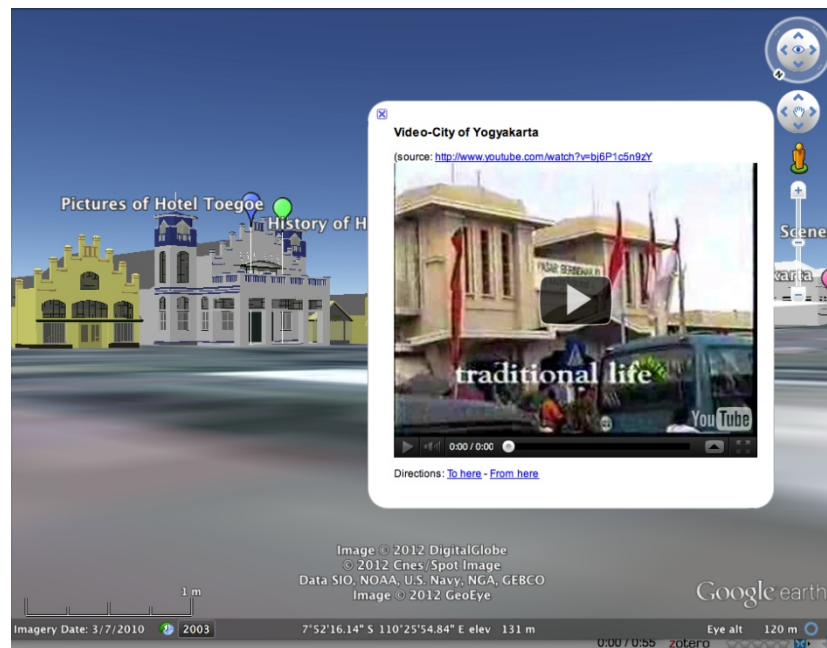 Video-City of Yogyakarta
(source: http://www.youtube.com/watch?v=bj6P1c5n9zY
Pictures of Hotel Toegoe
History of H
Scene
karta
PASAR BERINGHARJO
traditional life
YouTube
0:00 / 0:00
Directions: To here - From here
Image © 2012 DigitalGlobe
© 2012 Cnes/Spot Image
Data SIO, NOAA, U.S. Navy, NGA, GEBCO
Image © 2012 GeoEye
1 m
Google earth
Imagery Date: 3/7/2010 2003 7°52'16.14" S 110°25'54.84" E elev 131 m Eye alt 120 m
0:00 / 0:55 zotero